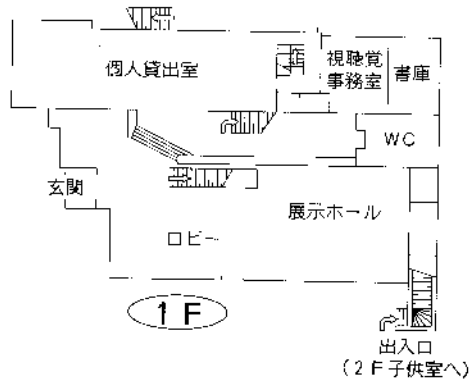 個人貸出室
視聴覚
事務室
書庫
WC
玄関
展示ホール
ロビー
1F
出入口
(2F子供室へ)